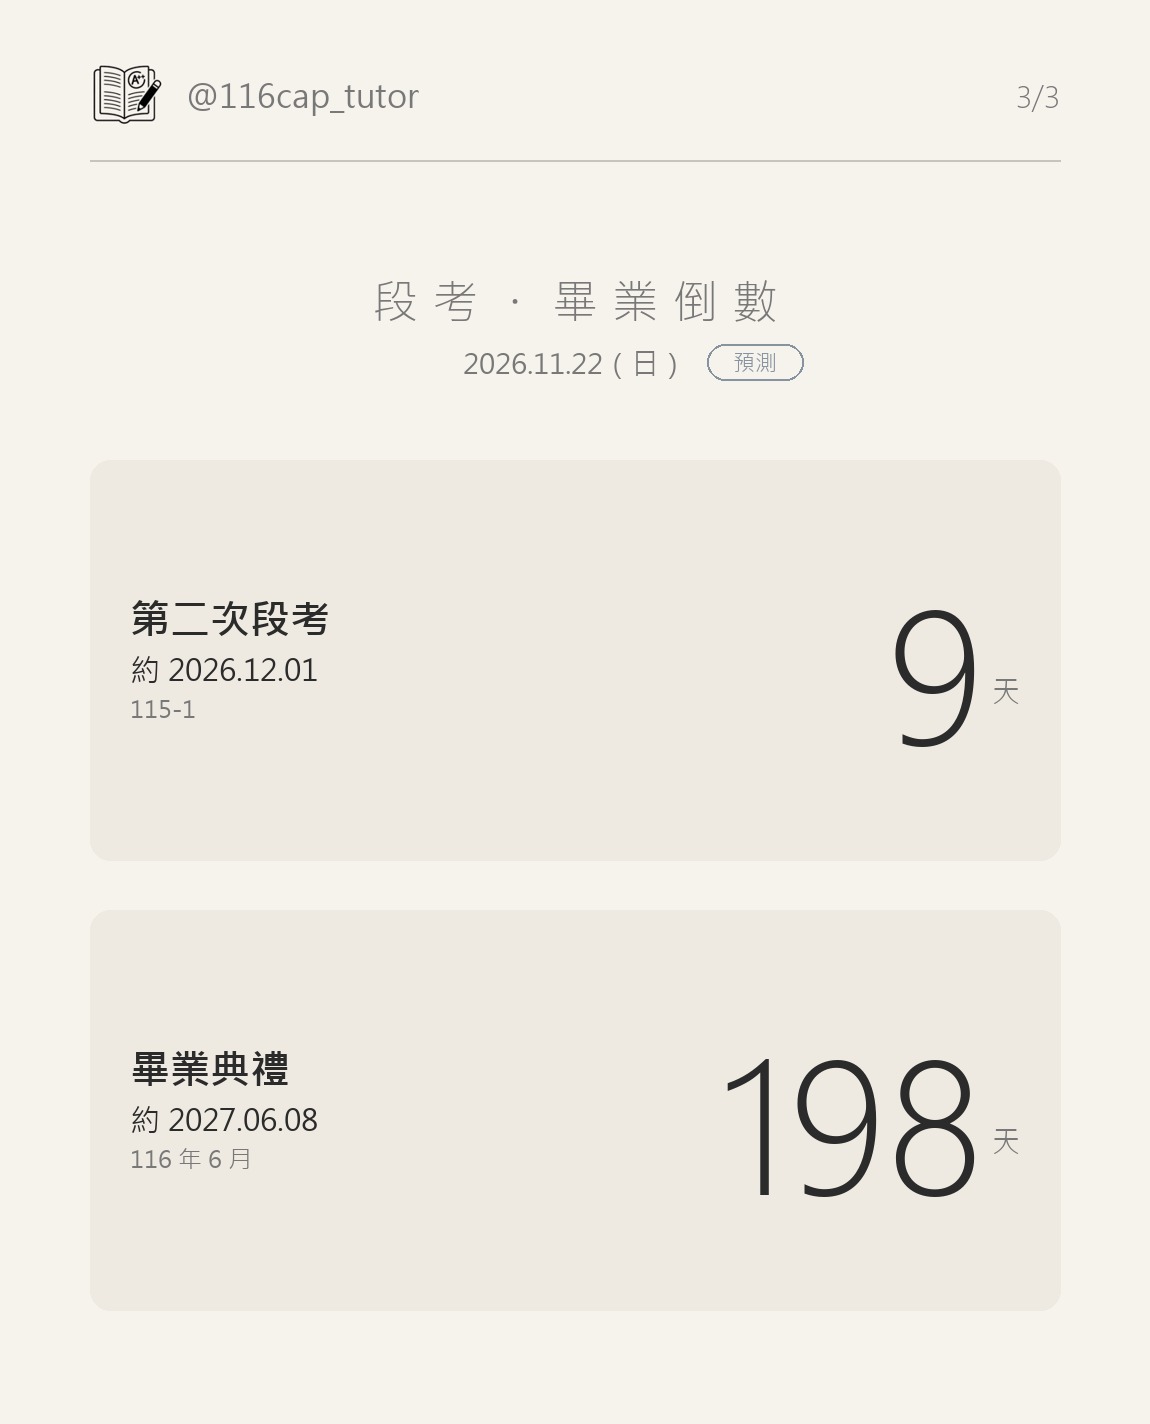 @116cap_tutor
3/3
段考·畢業倒數
2026.11.22 ( 日 )
預測
第二次段考
約 2026.12.01
115-1
9 天
畢業典禮
約 2027.06.08
116 年 6 月
198 天